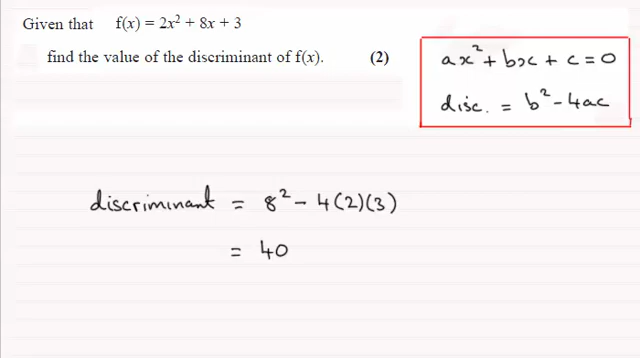 Given that f(x) = 2x² + 8x + 3
find the value of the discriminant of f(x). (2)
ax² + bx + c = 0
disc. = b² - 4ac
discriminant = 8² - 4(2)(3)
= 40